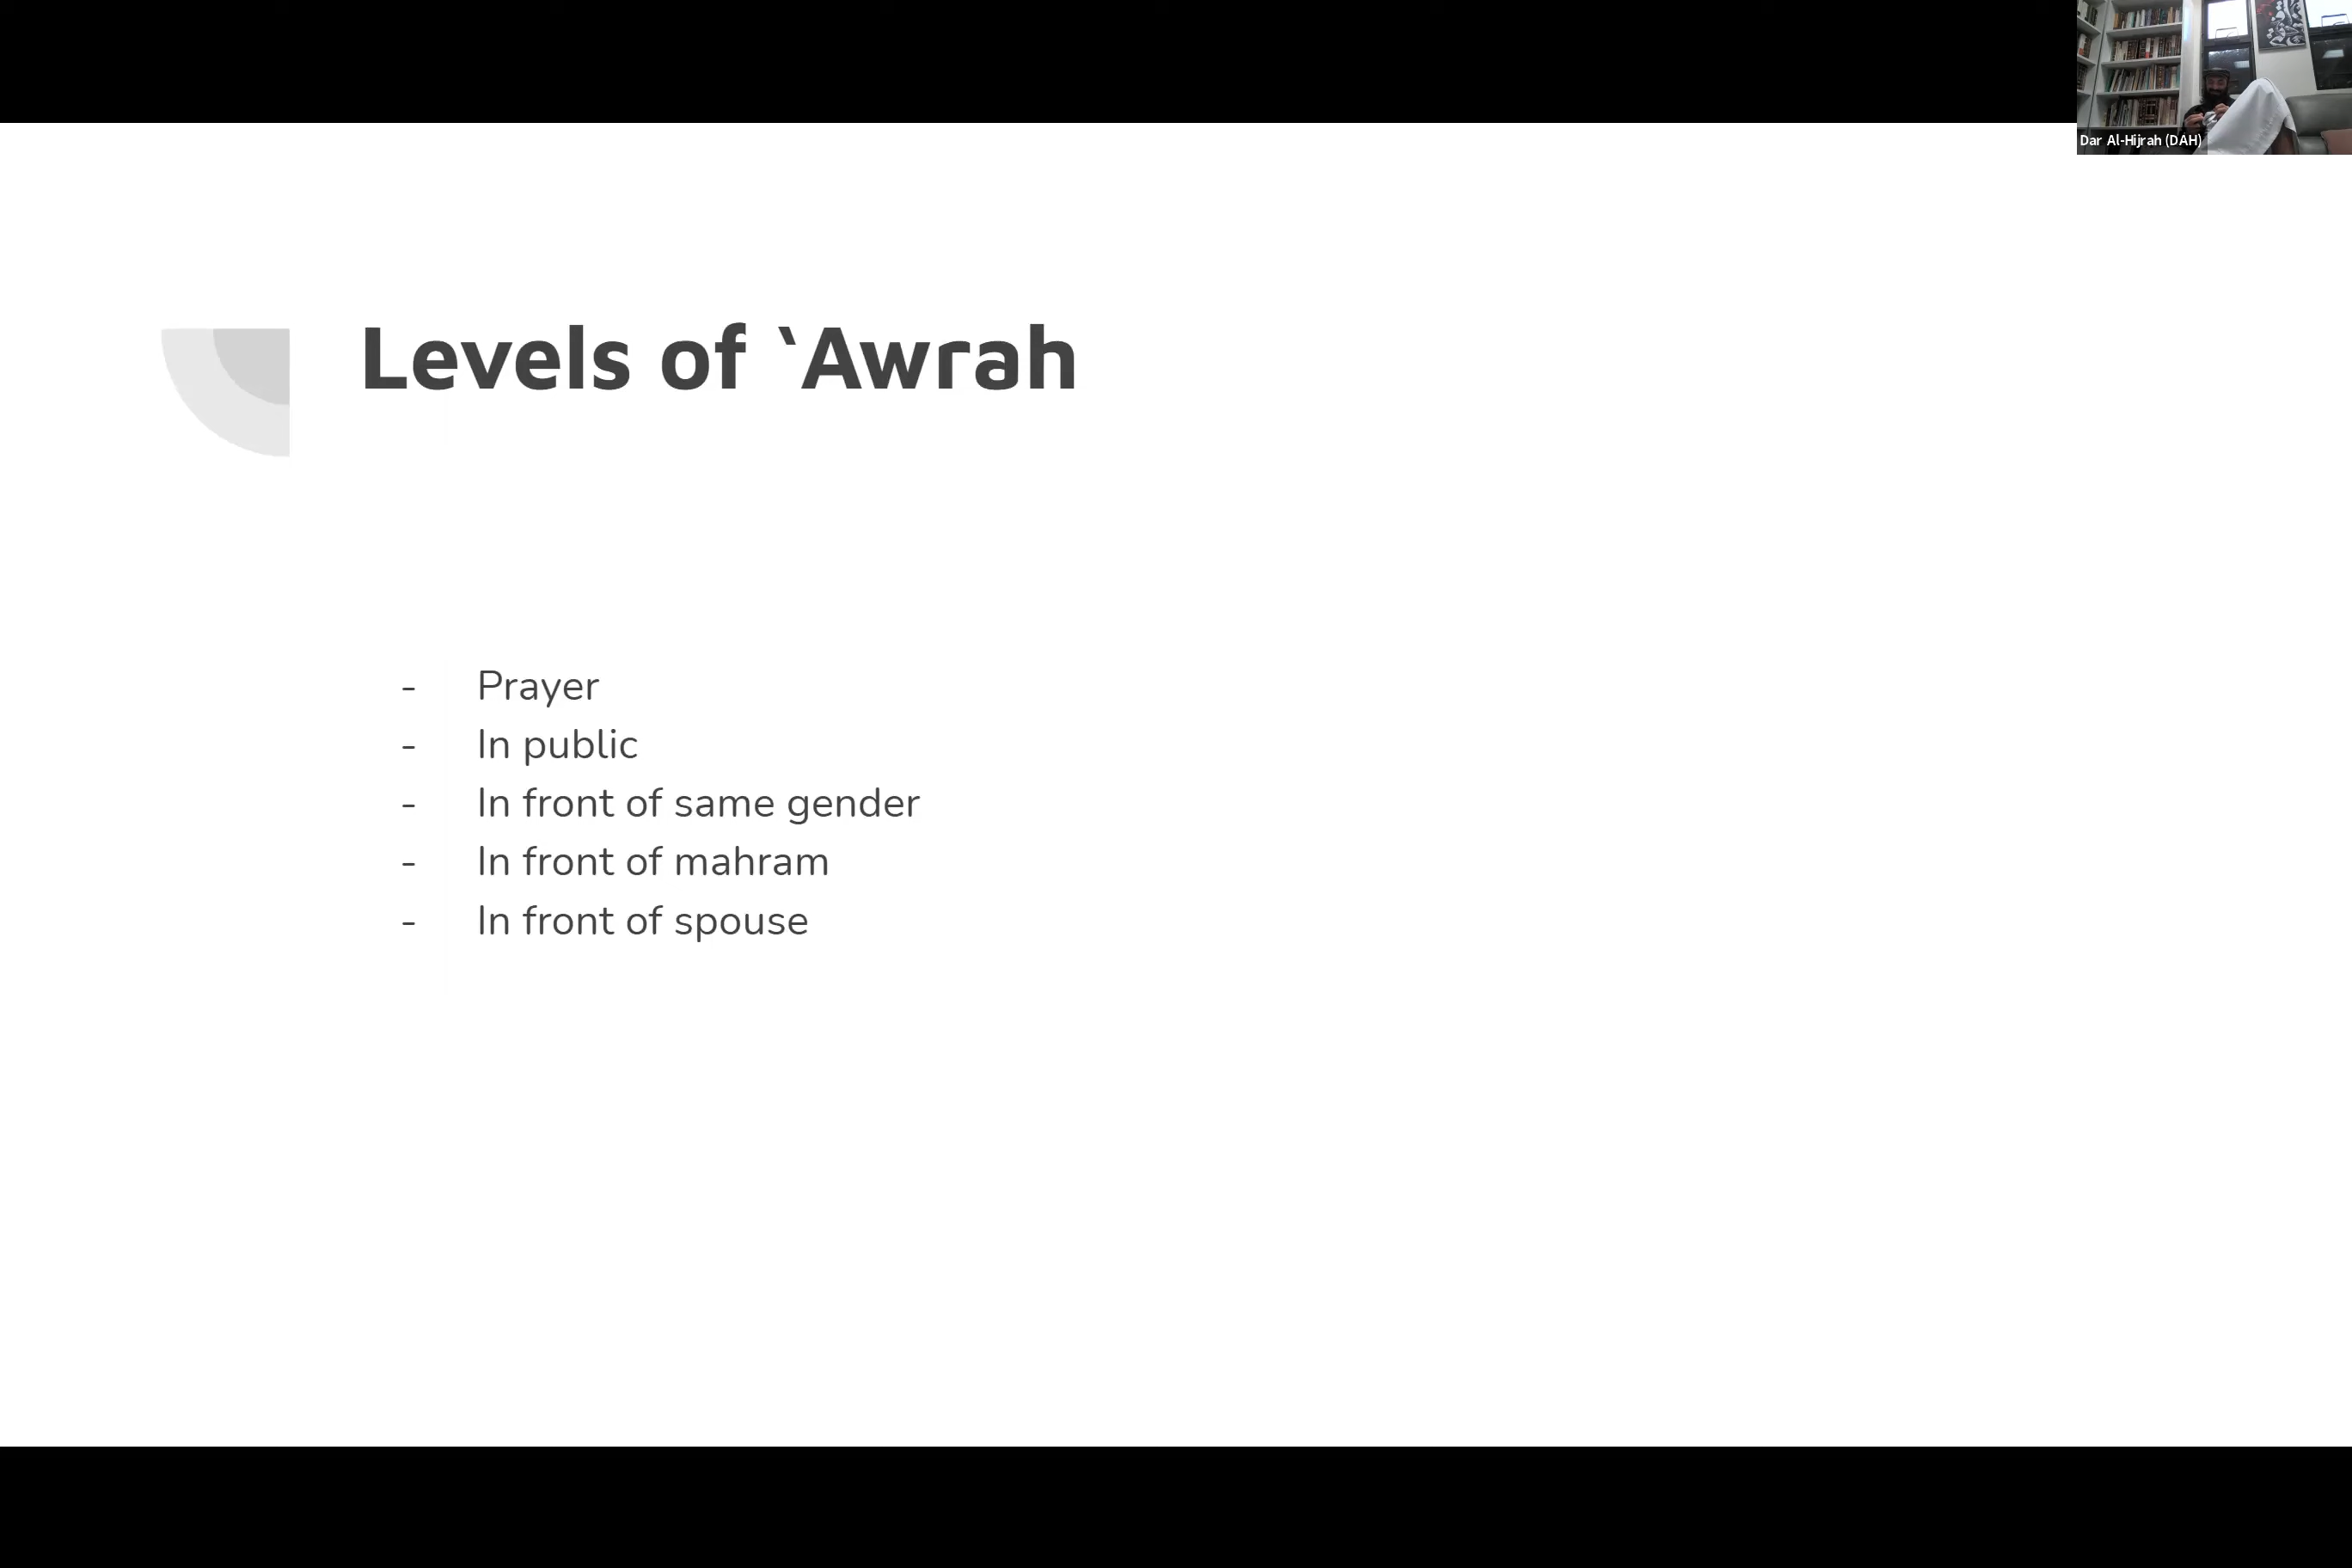 Dar Al-Hijrah (DAH)
Levels of `Awrah
- Prayer
- In public
- In front of same gender
- In front of mahram
- In front of spouse